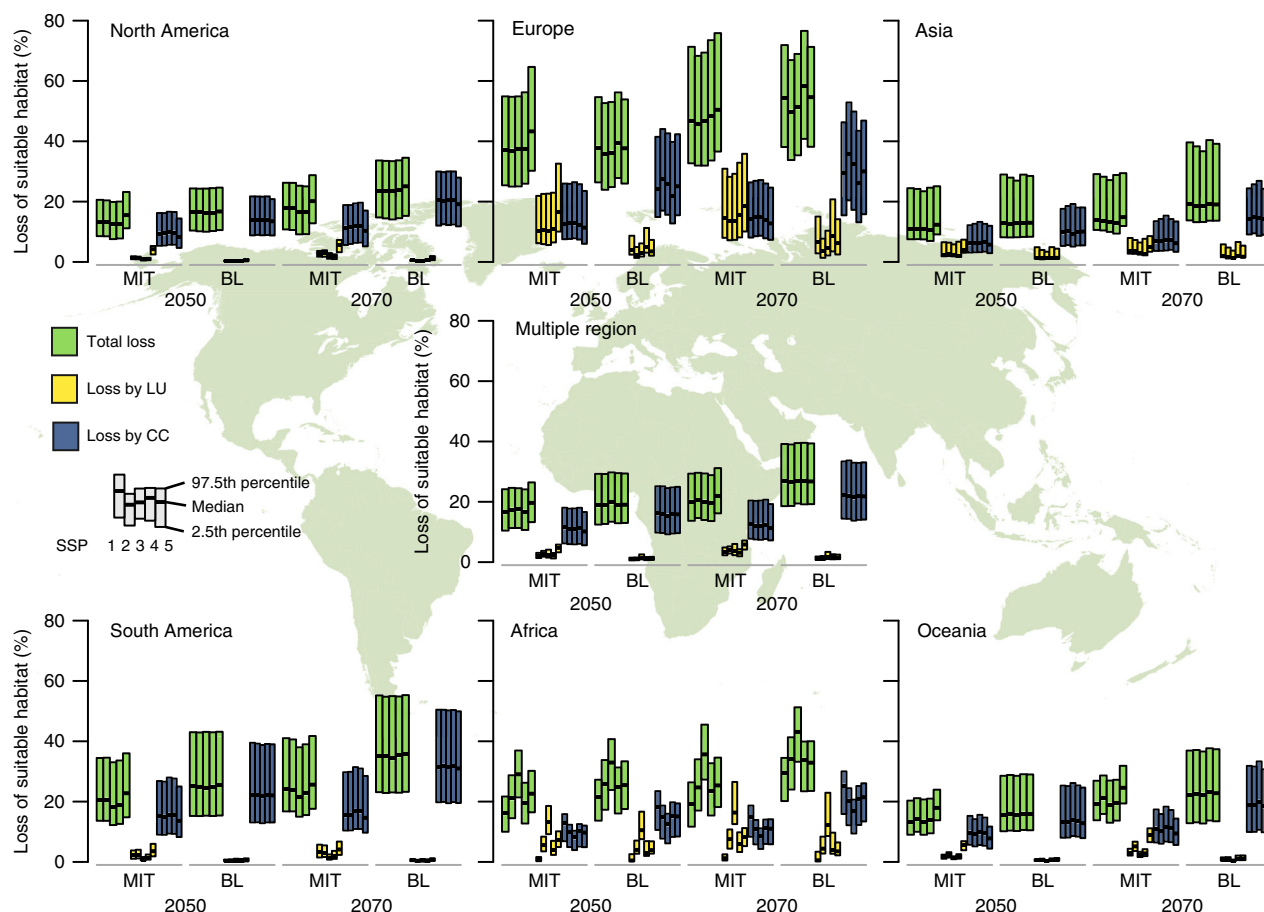 North America
Loss of suitable habitat (%)
80
60
40
20
0
MIT BL MIT BL
2050 2070
Europe
MIT BL MIT BL
2050 2070
Asia
MIT BL MIT BL
2050 2070
Total loss
Loss by LU
Loss by CC
97.5th percentile
Median
2.5th percentile
SSP 1 2 3 4 5
Multiple region
Loss of suitable habitat (%)
80
60
40
20
0
MIT BL MIT BL
2050 2070
South America
Loss of suitable habitat (%)
80
60
40
20
0
MIT BL MIT BL
2050 2070
Africa
MIT BL MIT BL
2050 2070
Oceania
MIT BL MIT BL
2050 2070